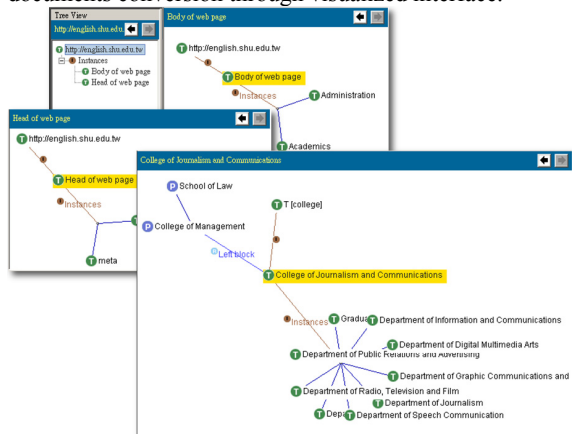 documents conversion through visualized interface.
Tree View
http://english.shu.edu.
http://english.shu.edu.tw
Instances
Body of web page
Head of web page
Body of web page
http://english.shu.edu.tw
Body of web page
Instances
Administration
Academics
Head of web page
http://english.shu.edu.tw
Head of web page
Instances
meta
College of Journalism and Communications
School of Law
T [college]
College of Management
Left block
College of Journalism and Communications
Instances
Department of Information and Communications
Department of Digital Multimedia Arts
Department of Public Relations and Advertising
Department of Graphic Communications and
Department of Radio, Television and Film
Department of Journalism
Department of Speech Communication